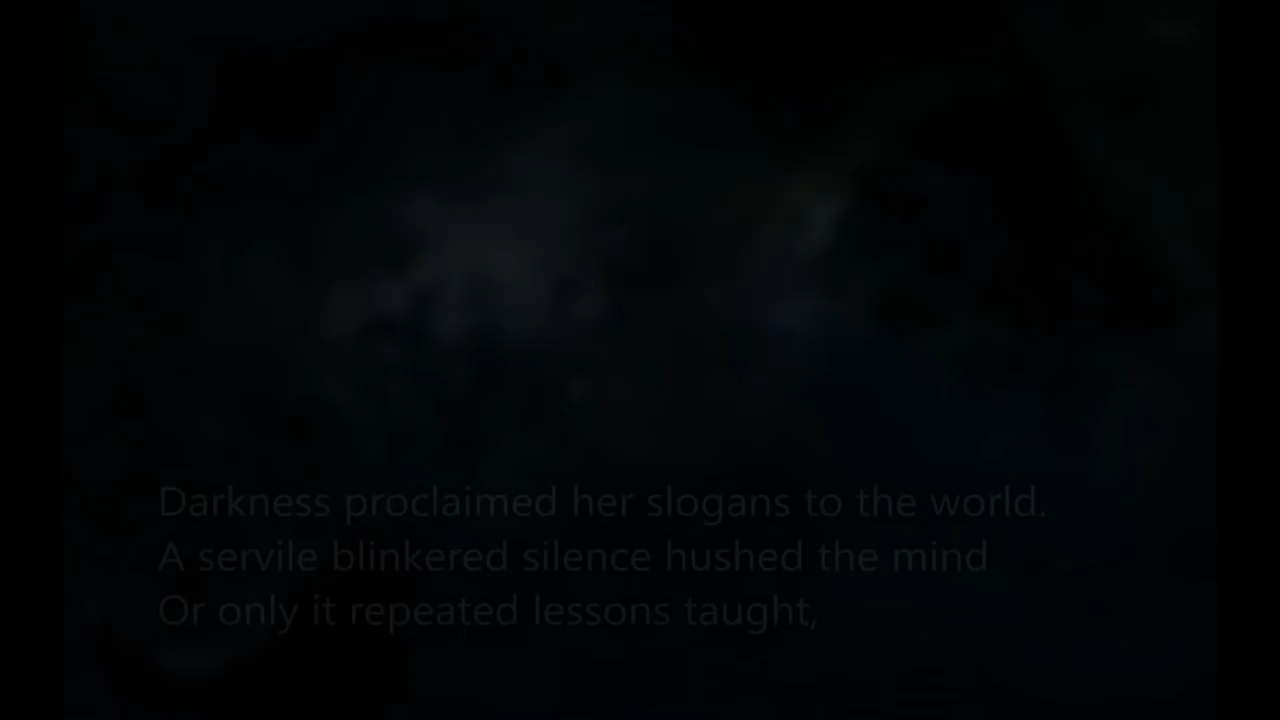 Darkness proclaimed her slogans to the world.
A servile blinkered silence hushed the mind
Or only it repeated lessons taught,